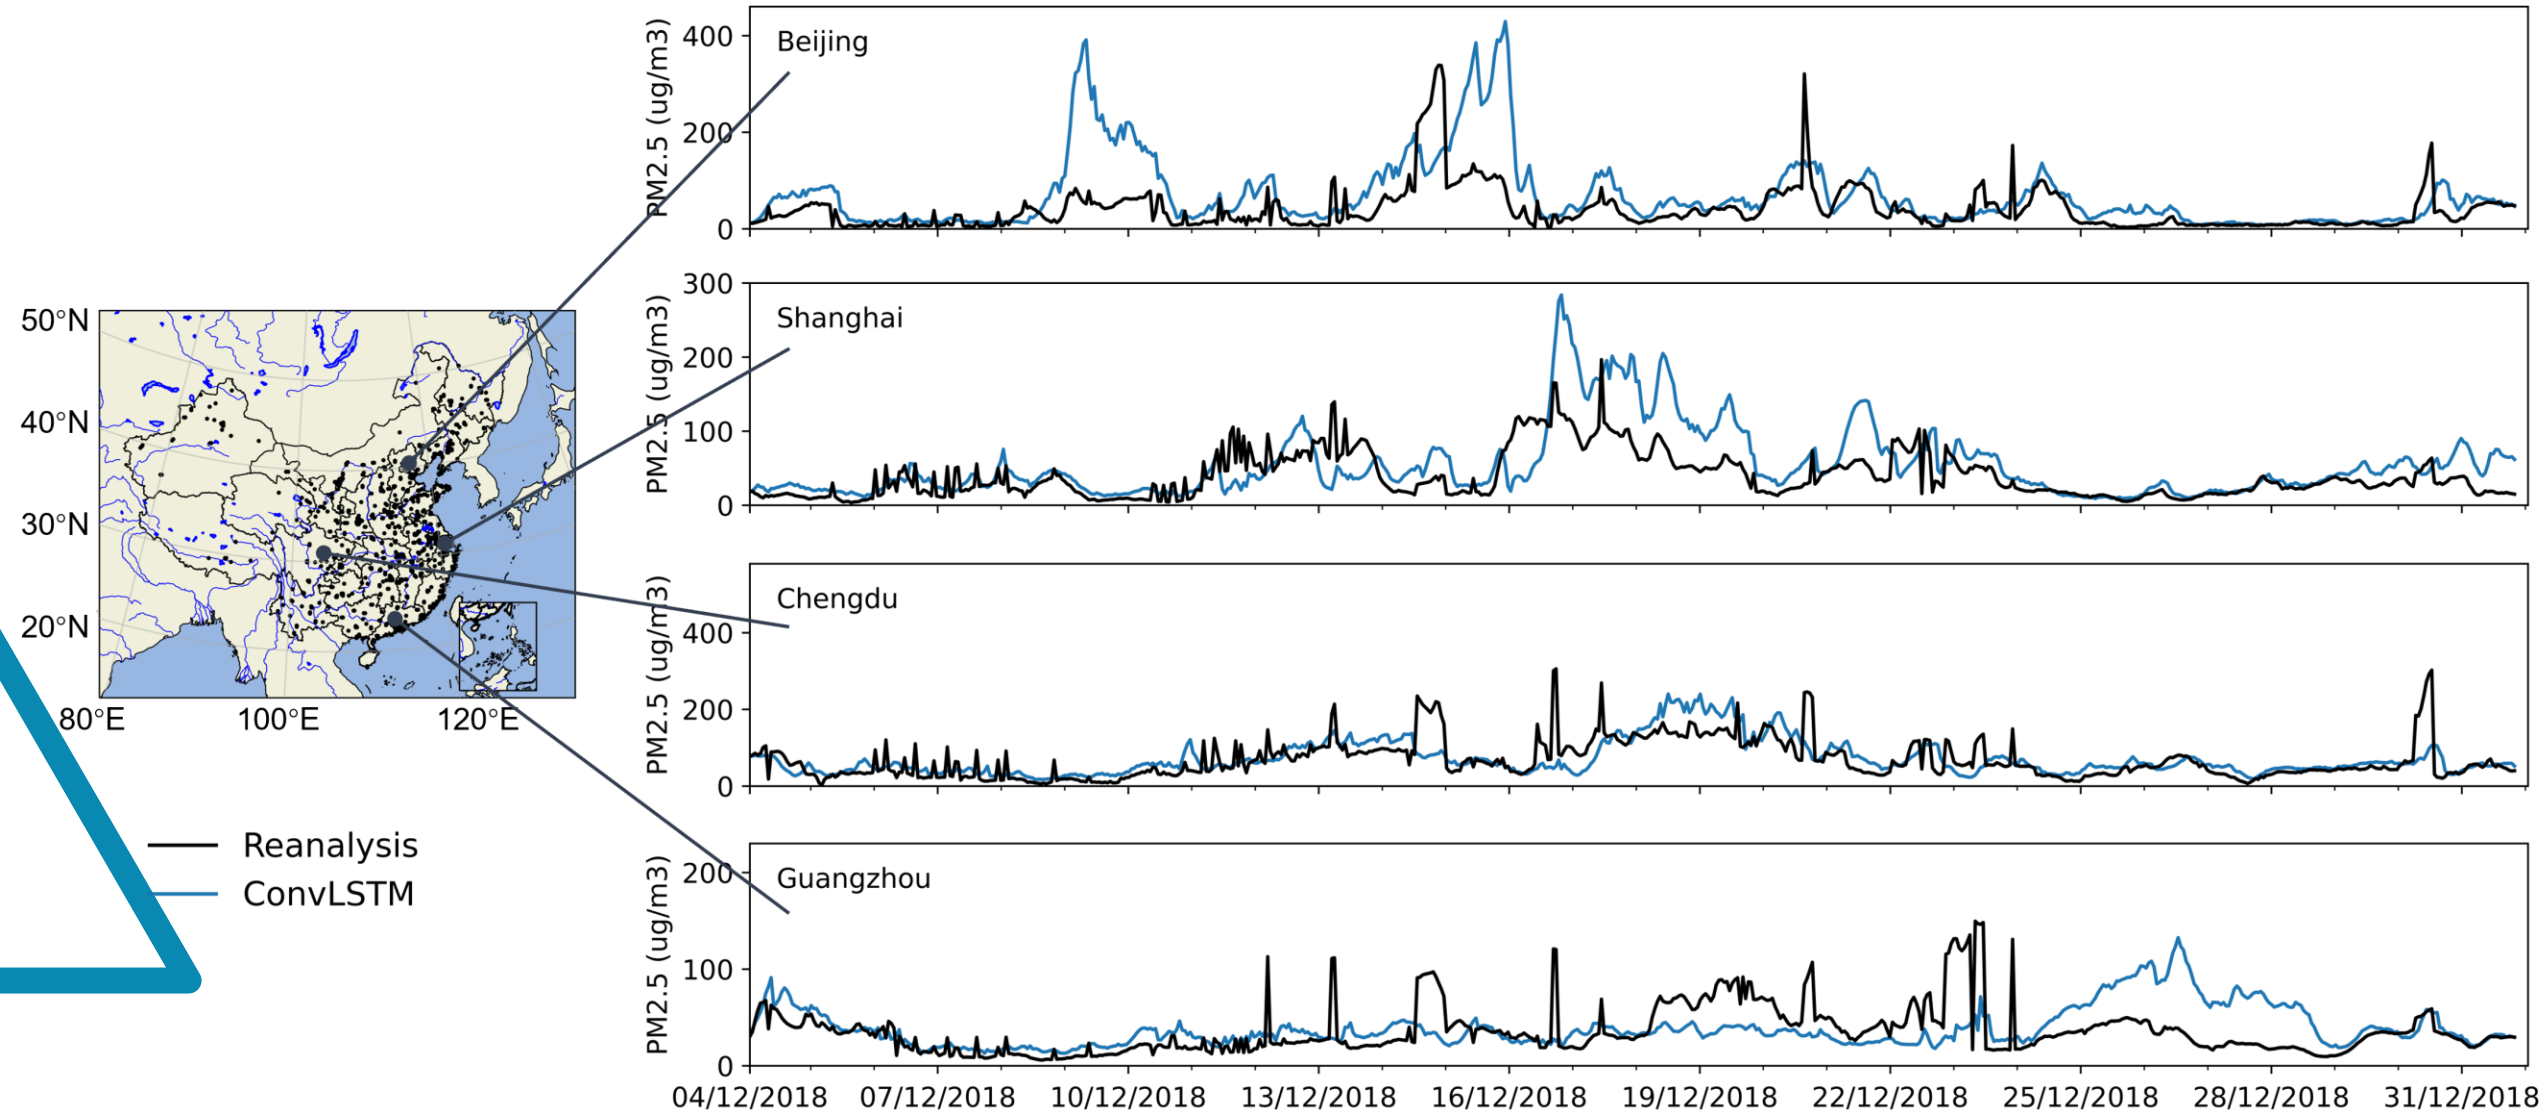 400
200
0
PM2.5 (ug/m3)
Beijing
300
200
100
0
PM2.5 (ug/m3)
Shanghai
400
200
0
PM2.5 (ug/m3)
Chengdu
200
100
0
PM2.5 (ug/m3)
Guangzhou
04/12/2018 07/12/2018 10/12/2018 13/12/2018 16/12/2018 19/12/2018 22/12/2018 25/12/2018 28/12/2018 31/12/2018
50°N
40°N
30°N
20°N
80°E 100°E 120°E
Reanalysis
ConvLSTM